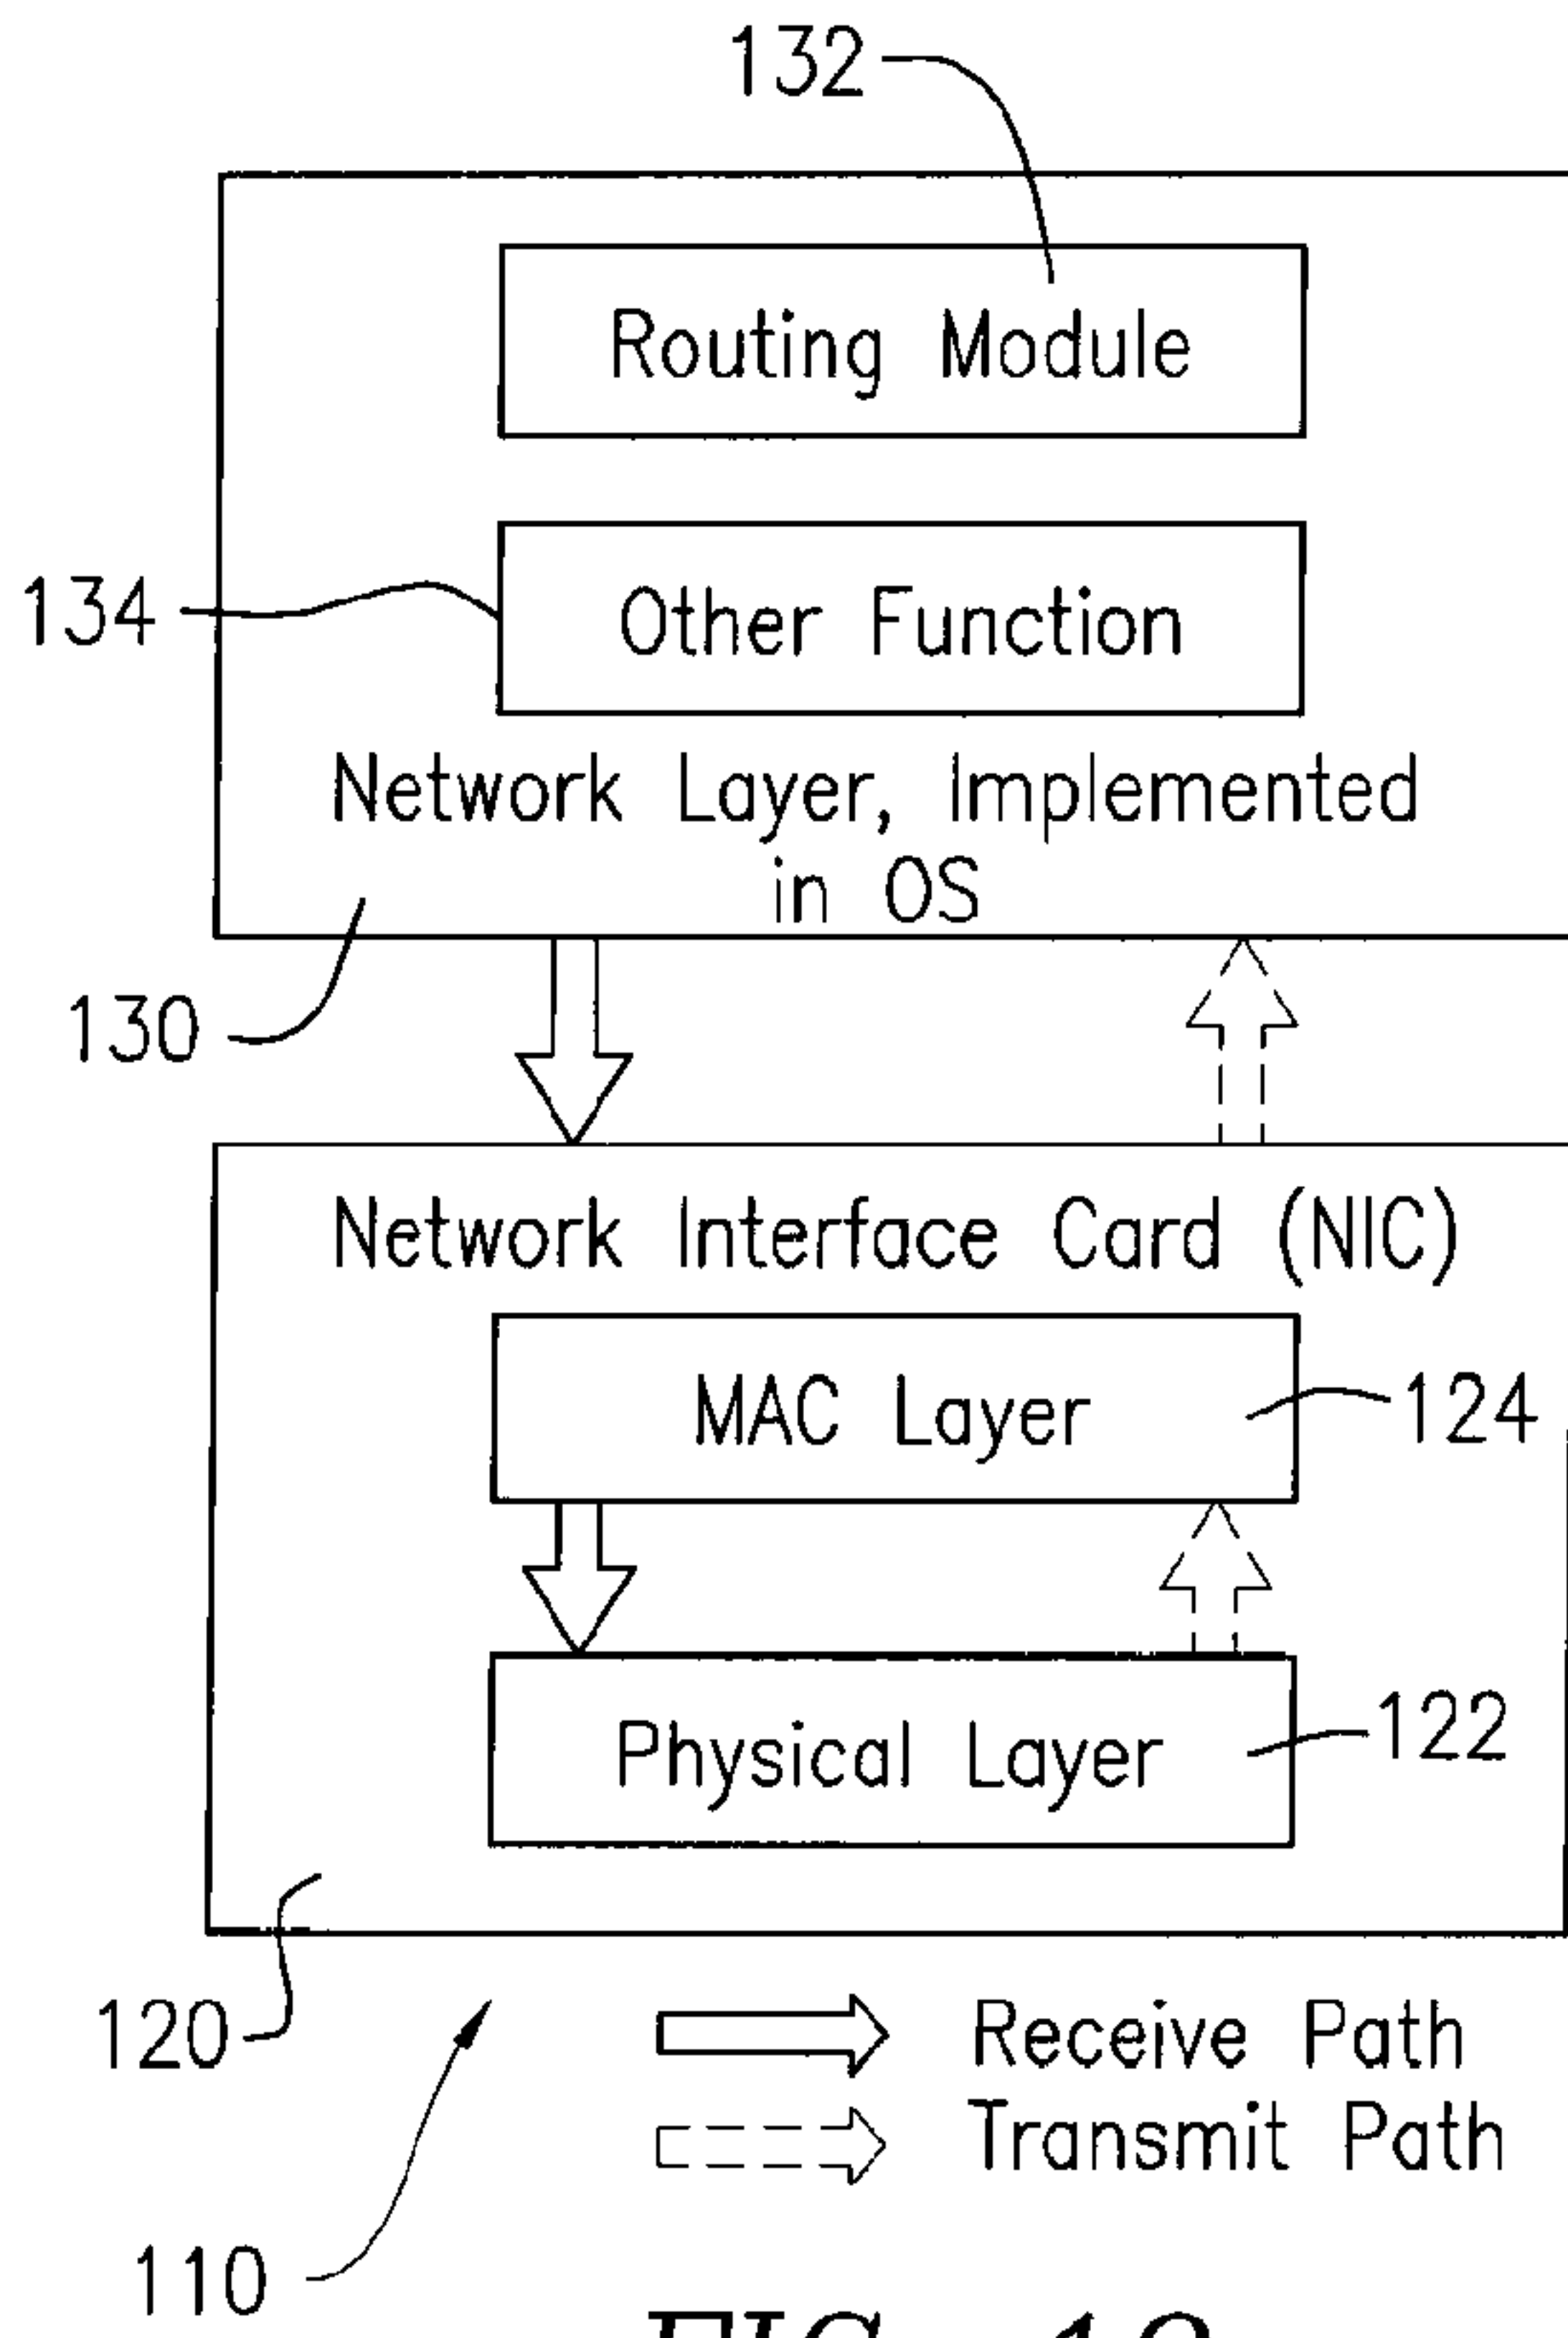 132
Routing Module
134
Other Function
Network Layer, Implemented
in OS
130
Network Interface Card (NIC)
MAC Layer
124
Physical Layer
122
120
Receive Path
Transmit Path
110